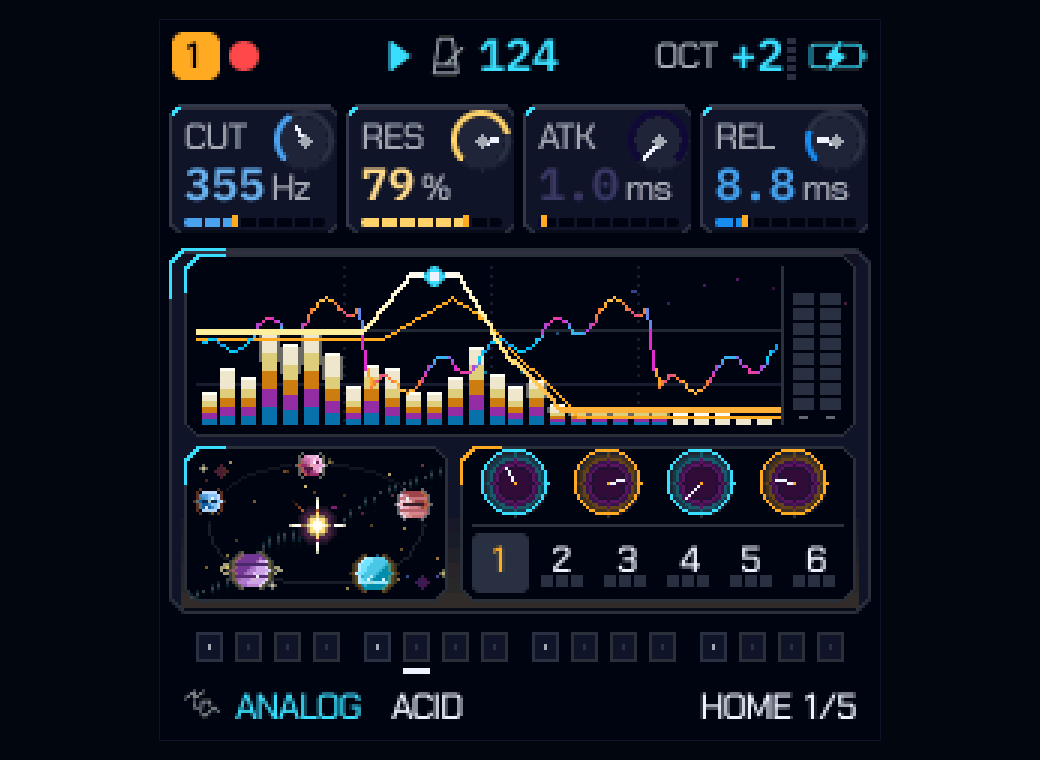 1 124 OCT +2
CUT RES ATK REL
355 Hz 79 % 1.0 ms 8.8 ms
1 2 3 4 5 6
ANALOG ACID HOME 1/5